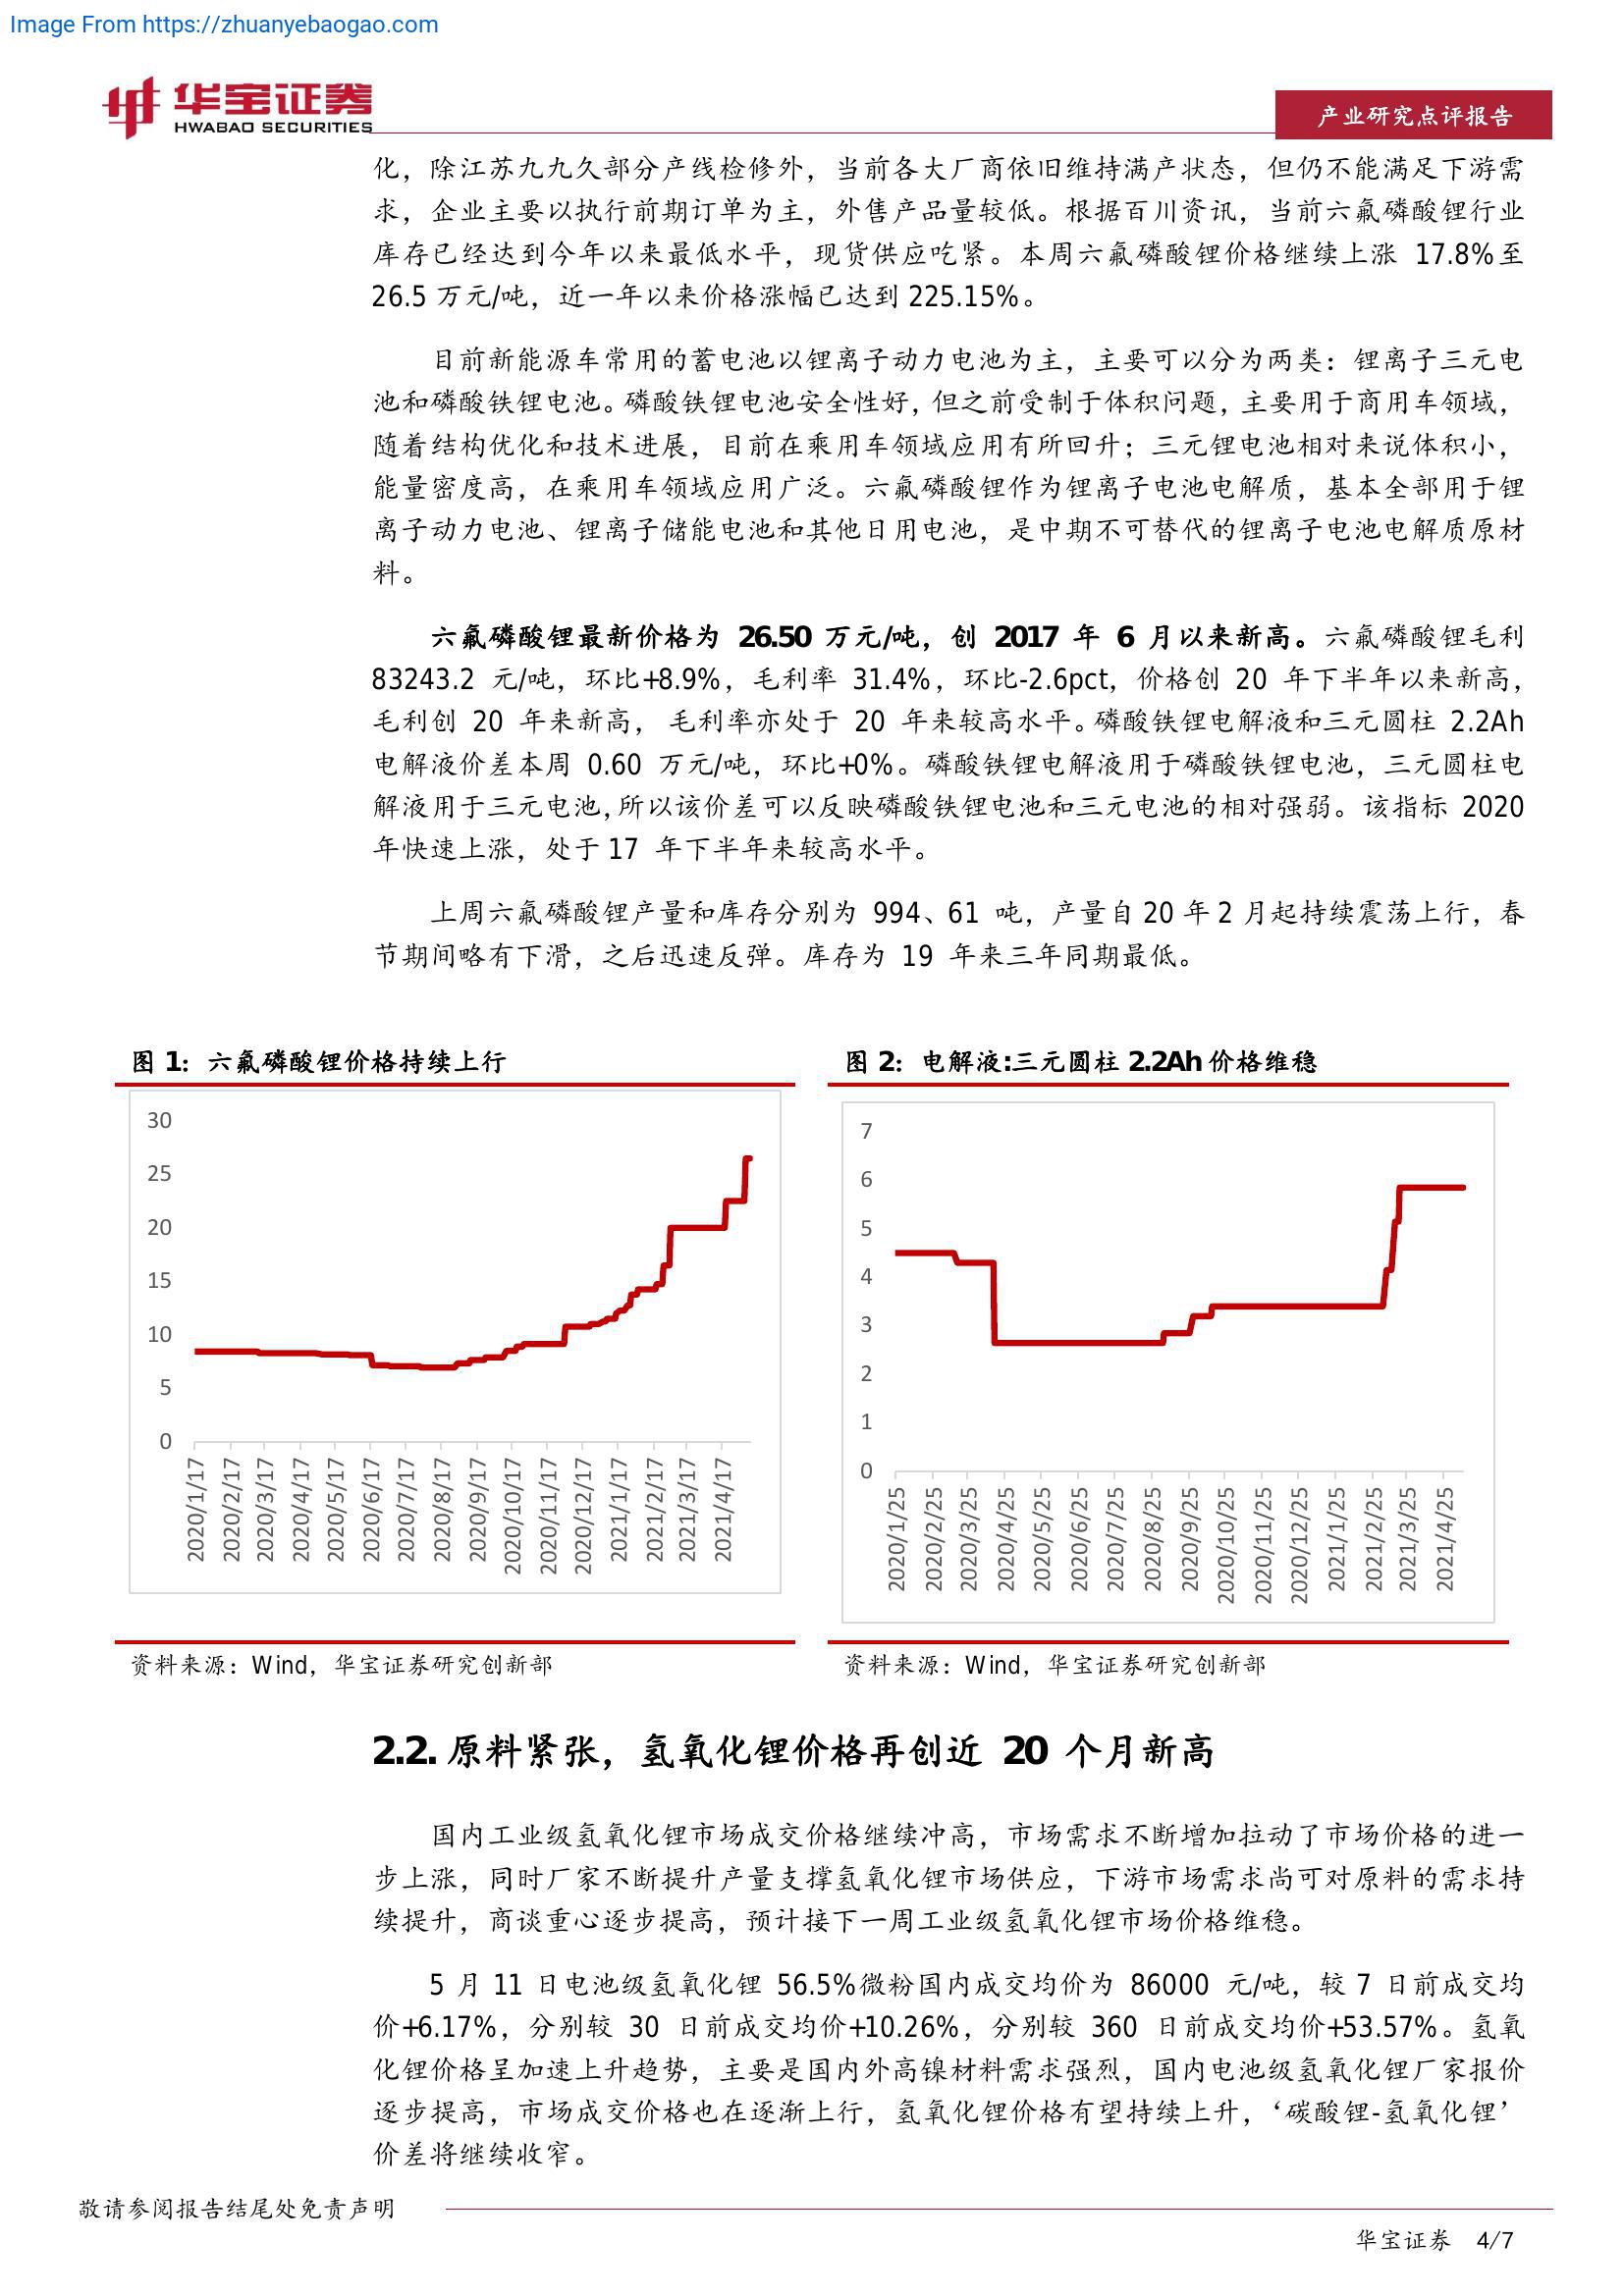 Image From https://zhuanyebaogao.com
华宝证券
HWABAO SECURITIES
产业研究点评报告
化，除江苏九九久部分产线检修外，当前各大厂商依旧维持满产状态，但仍不能满足下游需
求，企业主要以执行前期订单为主，外售产品量较低。根据百川资讯，当前六氟磷酸锂行业
库存已经达到今年以来最低水平，现货供应吃紧。本周六氟磷酸锂价格继续上涨 17.8%至
26.5 万元/吨，近一年以来价格涨幅已达到 225.15%。
目前新能源车常用的蓄电池以锂离子动力电池为主，主要可以分为两类：锂离子三元电
池和磷酸铁锂电池。磷酸铁锂电池安全性好，但之前受制于体积问题，主要用于商用车领域，
随着结构优化和技术进展，目前在乘用车领域应用有所回升；三元锂电池相对来说体积小，
能量密度高，在乘用车领域应用广泛。六氟磷酸锂作为锂离子电池电解质，基本全部用于锂
离子动力电池、锂离子储能电池和其他日用电池，是中期不可替代的锂离子电池电解质原材
料。
六氟磷酸锂最新价格为 26.50 万元/吨，创 2017 年 6 月以来新高。六氟磷酸锂毛利
83243.2 元/吨，环比+8.9%，毛利率 31.4%，环比-2.6pct，价格创 20 年下半年以来新高，
毛利创 20 年来新高， 毛利率亦处于 20 年来较高水平。磷酸铁锂电解液和三元圆柱 2.2Ah
电解液价差本周 0.60 万元/吨，环比+0%。磷酸铁锂电解液用于磷酸铁锂电池，三元圆柱电
解液用于三元电池，所以该价差可以反映磷酸铁锂电池和三元电池的相对强弱。该指标 2020
年快速上涨，处于 17 年下半年来较高水平。
上周六氟磷酸锂产量和库存分别为 994、61 吨，产量自 20 年 2 月起持续震荡上行，春
节期间略有下滑，之后迅速反弹。库存为 19 年来三年同期最低。
图 1：六氟磷酸锂价格持续上行
30
25
20
15
10
5
0
2020/1/17
2020/2/17
2020/3/17
2020/4/17
2020/5/17
2020/6/17
2020/7/17
2020/8/17
2020/9/17
2020/10/17
2020/11/17
2020/12/17
2021/1/17
2021/2/17
2021/3/17
2021/4/17
资料来源：Wind，华宝证券研究创新部
图 2：电解液:三元圆柱 2.2Ah 价格维稳
7
6
5
4
3
2
1
0
2020/1/25
2020/2/25
2020/3/25
2020/4/25
2020/5/25
2020/6/25
2020/7/25
2020/8/25
2020/9/25
2020/10/25
2020/11/25
2020/12/25
2021/1/25
2021/2/25
2021/3/25
2021/4/25
资料来源：Wind，华宝证券研究创新部
2.2. 原料紧张，氢氧化锂价格再创近 20 个月新高
国内工业级氢氧化锂市场成交价格继续冲高，市场需求不断增加拉动了市场价格的进一
步上涨，同时厂家不断提升产量支撑氢氧化锂市场供应，下游市场需求尚可对原料的需求持
续提升，商谈重心逐步提高，预计接下一周工业级氢氧化锂市场价格维稳。
5 月 11 日电池级氢氧化锂 56.5%微粉国内成交均价为 86000 元/吨，较 7 日前成交均
价+6.17%，分别较 30 日前成交均价+10.26%，分别较 360 日前成交均价+53.57%。氢氧
化锂价格呈加速上升趋势，主要是国内外高镍材料需求强烈，国内电池级氢氧化锂厂家报价
逐步提高，市场成交价格也在逐渐上行，氢氧化锂价格有望持续上升，‘碳酸锂-氢氧化锂’
价差将继续收窄。
敬请参阅报告结尾处免责声明
华宝证券 4/7